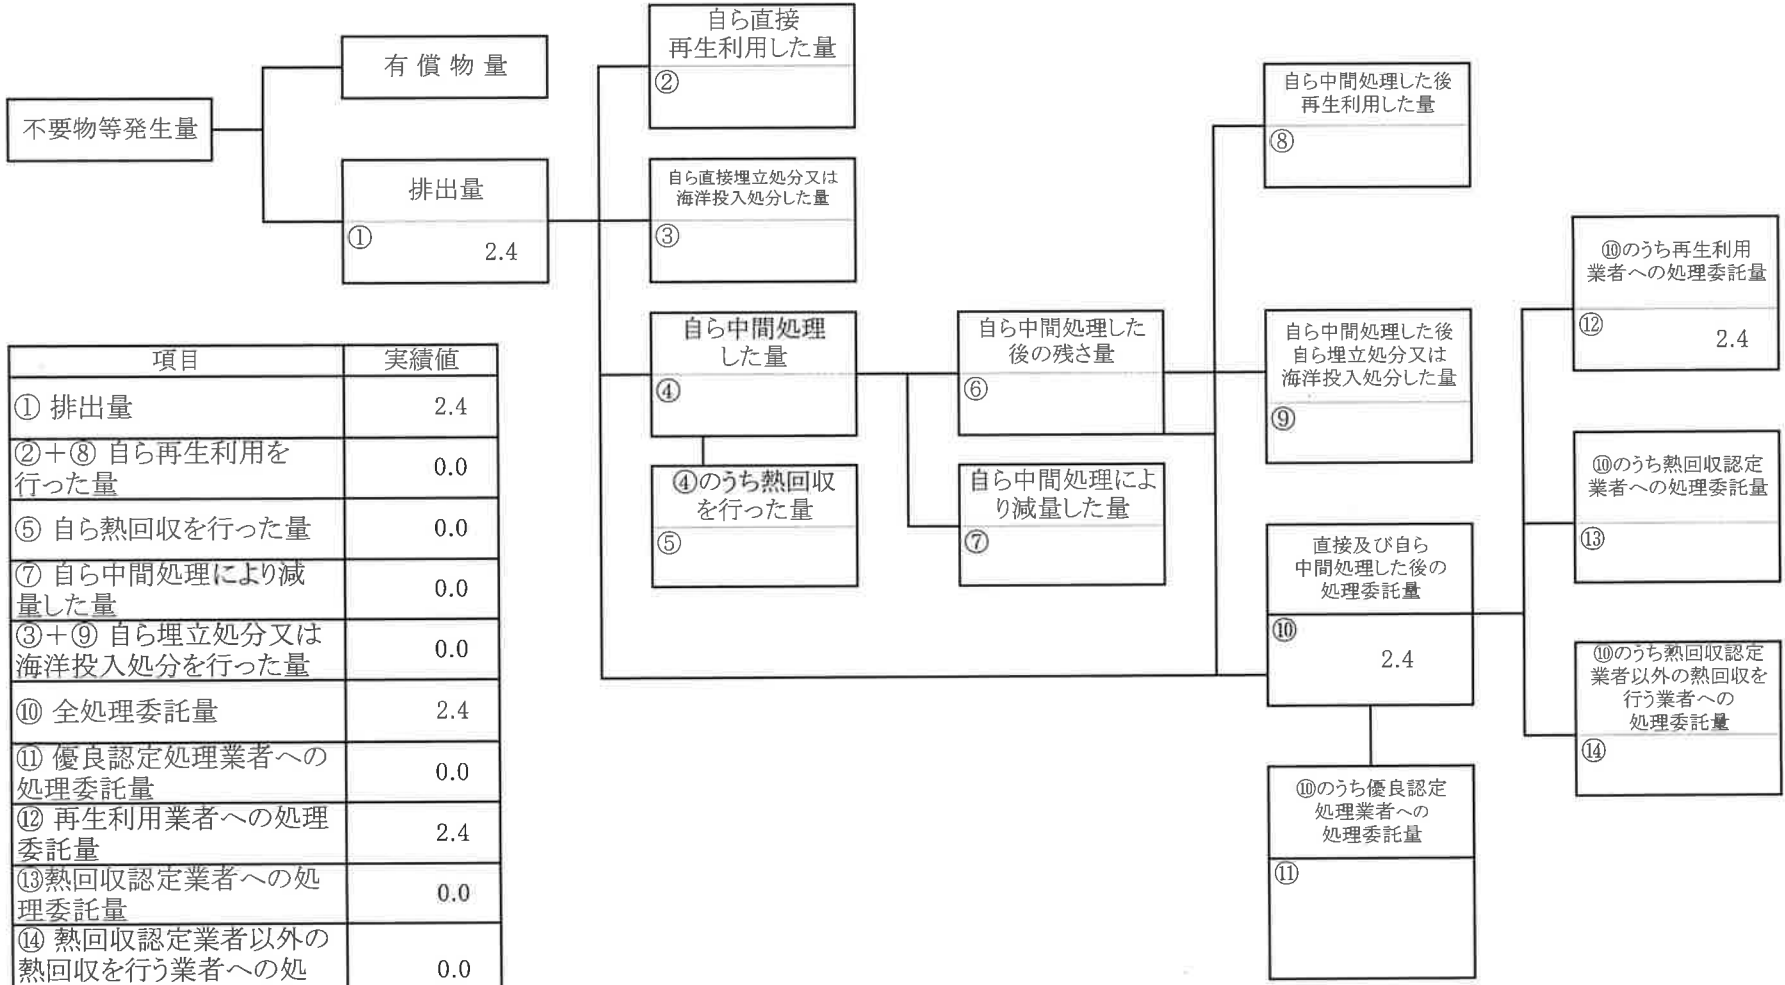 不要物等発生量
有償物量
排出量
①
2.4
自ら直接
再生利用した量
②
自ら直接埋立処分又は
海洋投入処分した量
③
自ら中間処理
した量
④
④のうち熱回収
を行った量
⑤
自ら中間処理した
後の残さ量
⑥
自ら中間処理によ
り減量した量
⑦
自ら中間処理した後
再生利用した量
⑧
自ら中間処理した後
自ら埋立処分又は
海洋投入処分した量
⑨
直接及び自ら
中間処理した後の
処理委託量
⑩
2.4
⑩のうち優良認定
処理業者への
処理委託量
⑪
⑩のうち再生利用
業者への処理委託量
⑫
2.4
⑩のうち熱回収認定
業者への処理委託量
⑬
⑩のうち熱回収認定
業者以外の熱回収を
行う業者への
処理委託量
⑭
項目 実績値
① 排出量 2.4
②＋⑧ 自ら再生利用を
行った量 0.0
⑤ 自ら熱回収を行った量 0.0
⑦ 自ら中間処理により減
量した量 0.0
③＋⑨ 自ら埋立処分又は
海洋投入処分を行った量 0.0
⑩ 全処理委託量 2.4
⑪ 優良認定処理業者への
処理委託量 0.0
⑫ 再生利用業者への処理
委託量 2.4
⑬熱回収認定業者への処
理委託量 0.0
⑭ 熱回収認定業者以外の
熱回収を行う業者への処 0.0